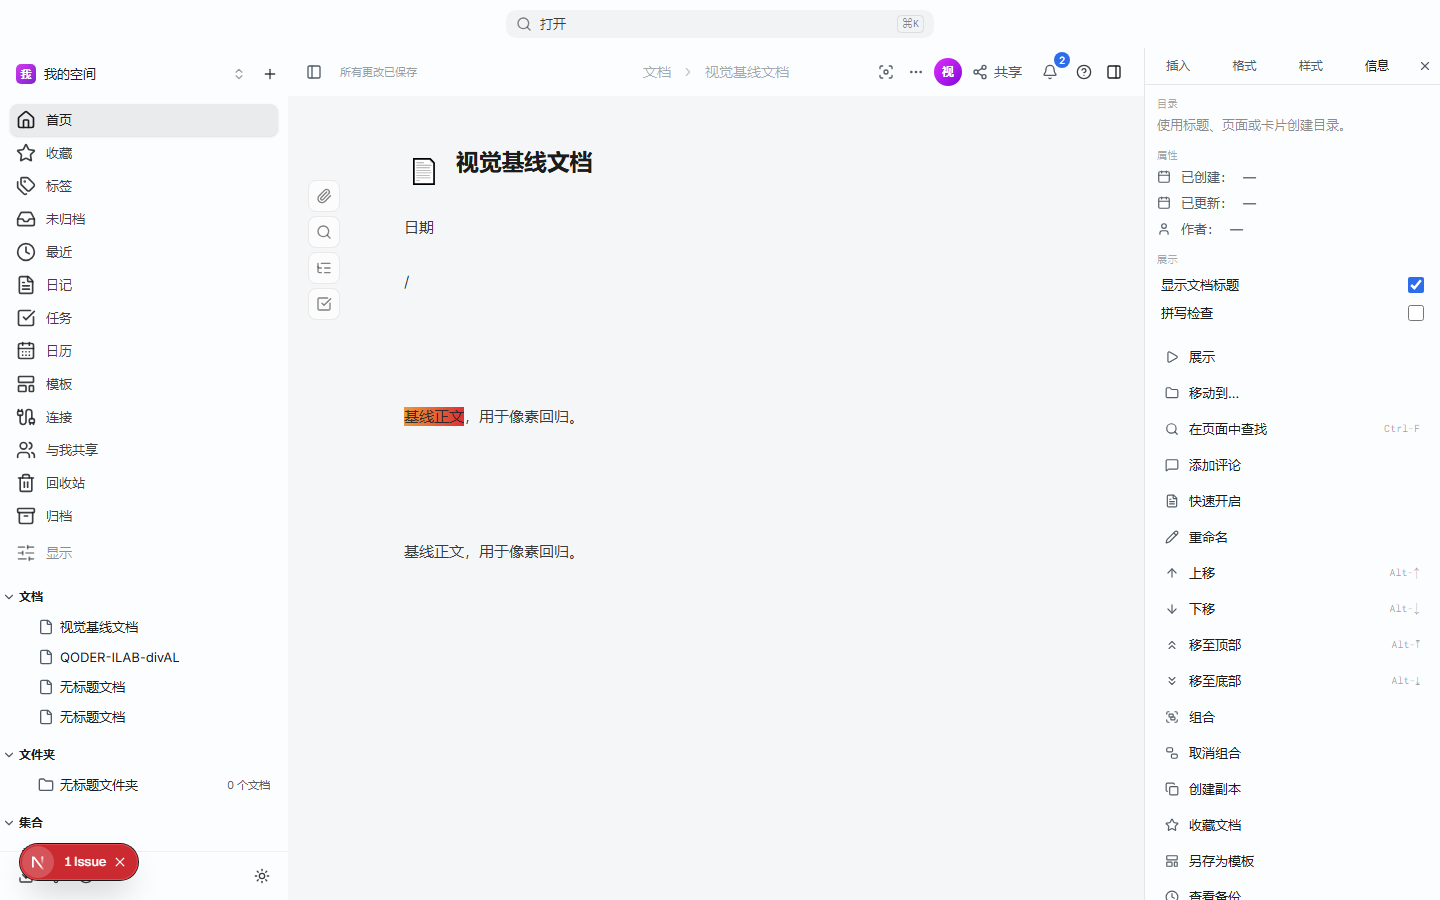 打开
⌘K
我 我的空间
首页
收藏
标签
未归档
最近
日记
任务
日历
模板
连接
与我共享
回收站
归档
显示
文档
视觉基线文档
QODER-ILAB-divAL
无标题文档
无标题文档
文件夹
无标题文件夹 0 个文档
集合
N 1 Issue
所有更改已保存
文档 视觉基线文档
视 共享 2
视觉基线文档
日期
/
基线正文，用于像素回归。
基线正文，用于像素回归。
插入 格式 样式 信息
目录
使用标题、页面或卡片创建目录。
属性
已创建： —
已更新： —
作者： —
展示
显示文档标题
拼写检查
展示
移动到...
在页面中查找 Ctrl-F
添加评论
快速开启
重命名
上移 Alt-↑
下移 Alt-↓
移至顶部 Alt-⤒
移至底部 Alt-⤓
组合
取消组合
创建副本
收藏文档
另存为模板
查看备份